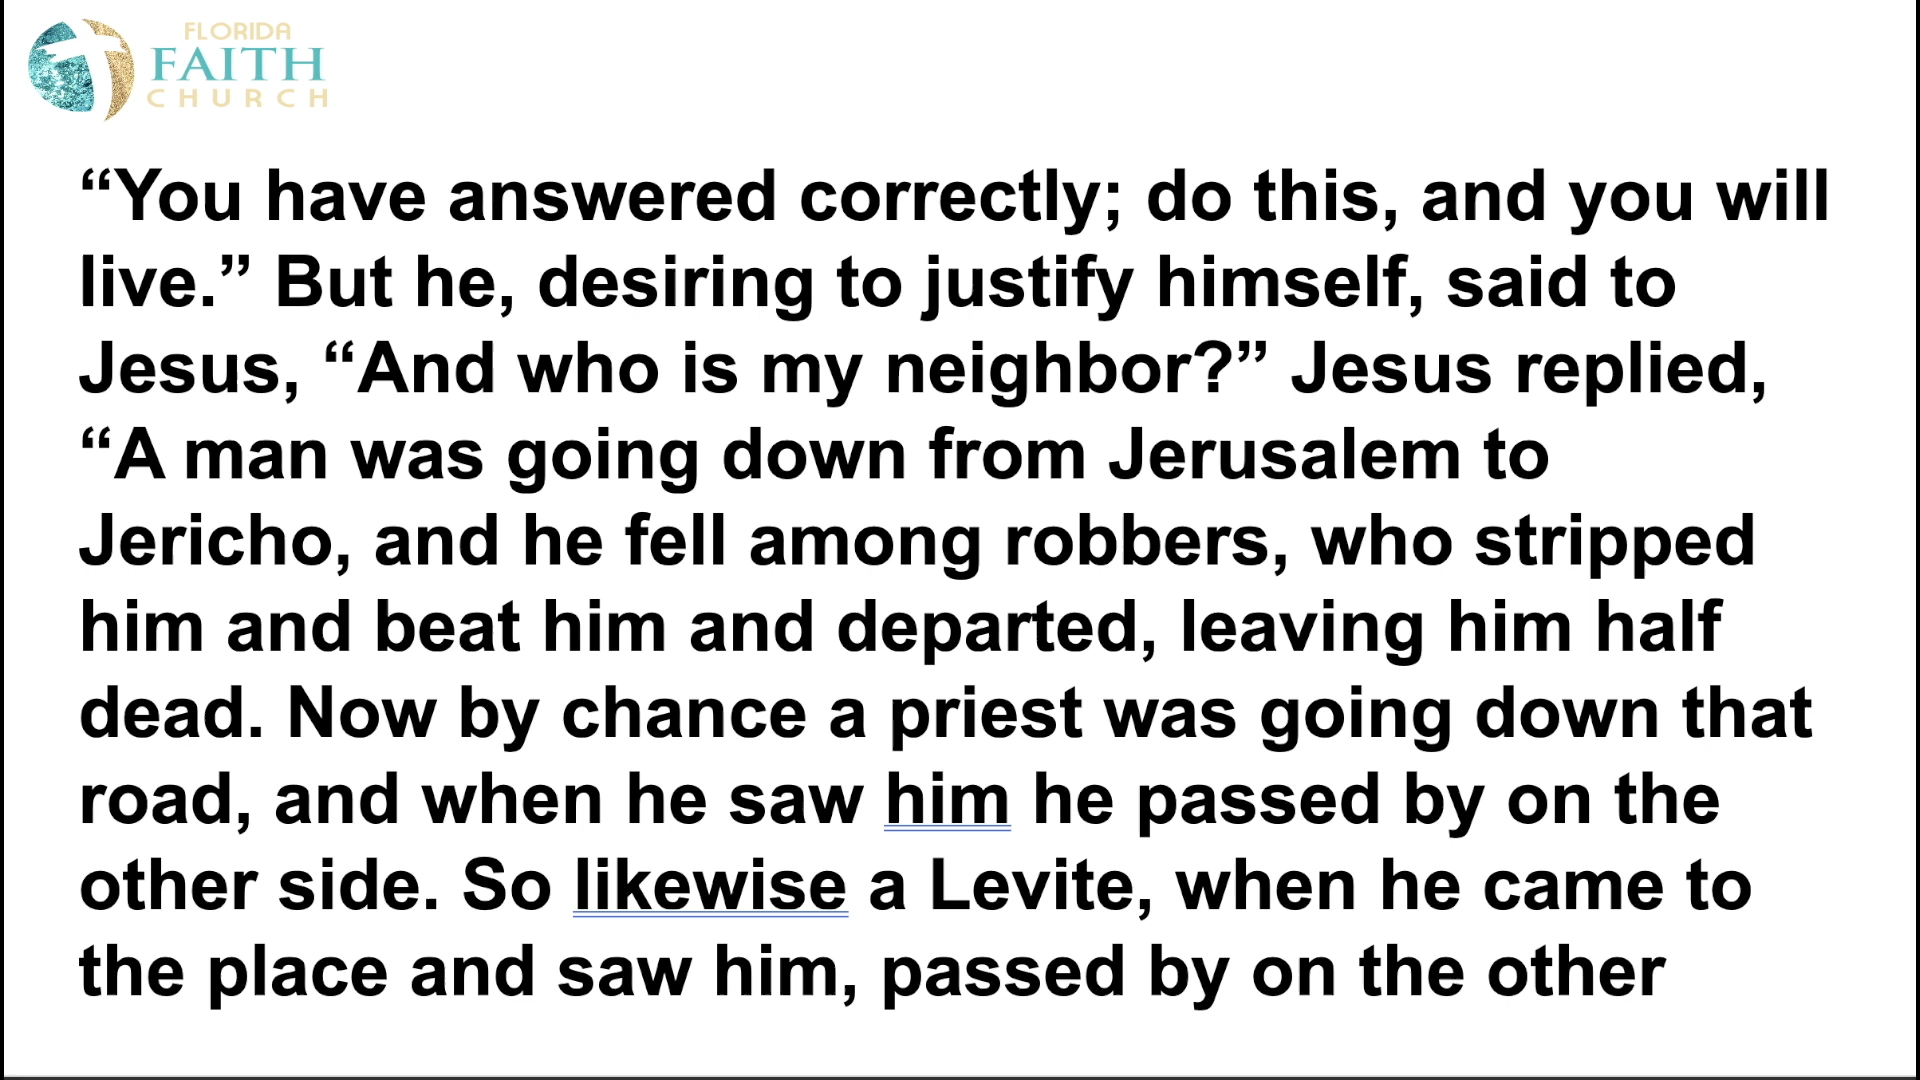 FLORIDA
FAITH
CHURCH
“You have answered correctly; do this, and you will
live.” But he, desiring to justify himself, said to
Jesus, “And who is my neighbor?” Jesus replied,
“A man was going down from Jerusalem to
Jericho, and he fell among robbers, who stripped
him and beat him and departed, leaving him half
dead. Now by chance a priest was going down that
road, and when he saw him he passed by on the
other side. So likewise a Levite, when he came to
the place and saw him, passed by on the other